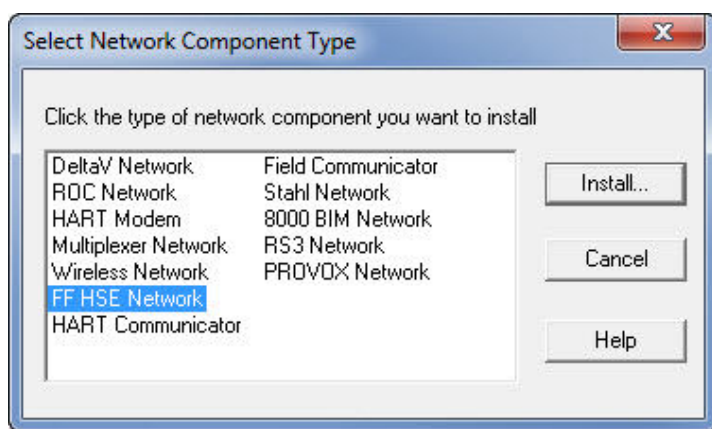 Select Network Component Type
X
Click the type of network component you want to install
DeltaV Network
ROC Network
HART Modem
Multiplexer Network
Wireless Network
FF HSE Network
HART Communicator
Field Communicator
Stahl Network
8000 BIM Network
RS3 Network
PROVOX Network
Install...
Cancel
Help